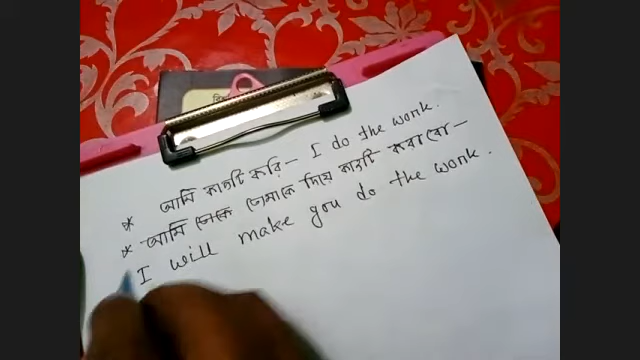 * আমি কাজটি করি – I do the work.
* আমি তোমাকে দিয়ে কাজটি করাবো –
I will make you do the work.